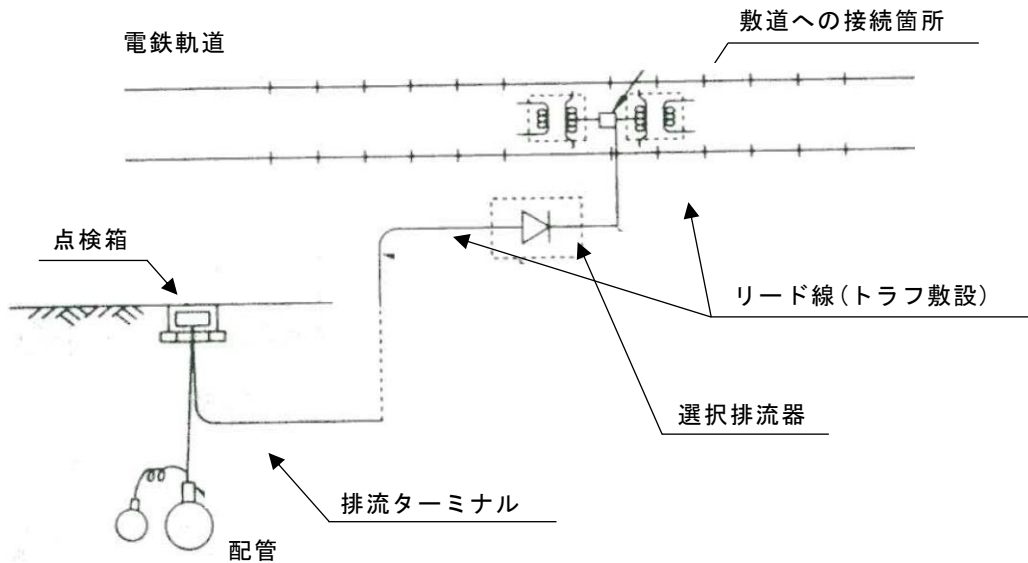 敷道への接続箇所
電鉄軌道
点検箱
リード線(トラフ敷設)
選択排流器
排流ターミナル
配管